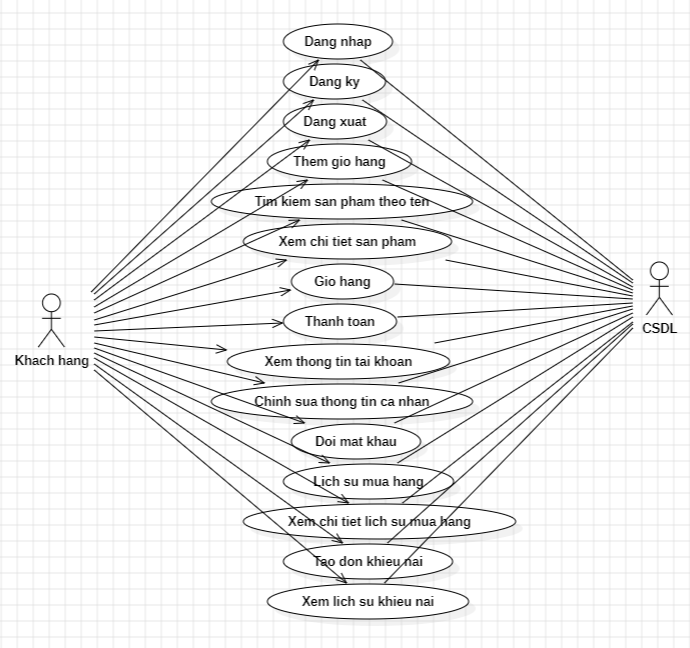 Dang nhap
Dang ky
Dang xuat
Them gio hang
Tim kiem san pham theo ten
Xem chi tiet san pham
Gio hang
Thanh toan
Xem thong tin tai khoan
Chinh sua thong tin ca nhan
Doi mat khau
Lich su mua hang
Xem chi tiet lich su mua hang
Tao don khieu nai
Xem lich su khieu nai
Khach hang
CSDL